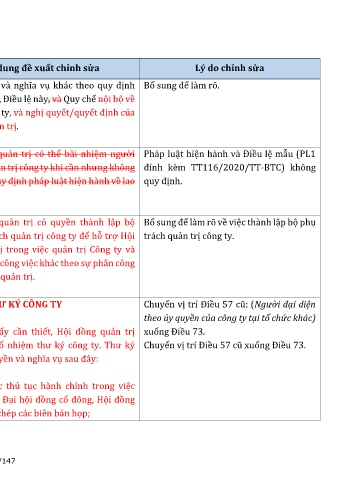 dung đề xuất chỉnh sửa
Lý do chỉnh sửa
và nghĩa vụ khác theo quy định
, Điều lệ này, và Quy chế nội bộ về
ty, và nghị quyết/quyết định của
n trị.
Bổ sung để làm rõ.
quản trị có thể bãi nhiệm người
n trị công ty khi cần nhưng không
y định pháp luật hiện hành về lao
Pháp luật hiện hành và Điều lệ mẫu (PL1
đính kèm TT116/2020/TT-BTC) không
quy định.
quản trị có quyền thành lập bộ
ch quản trị công ty để hỗ trợ Hội
ị trong việc quản trị Công ty và
công việc khác theo sự phân công
quản trị.
Bổ sung để làm rõ về việc thành lập bộ phụ
trách quản trị công ty.
Ư KÝ CÔNG TY
ấy cần thiết, Hội đồng quản trị
ổ nhiệm thư ký công ty. Thư ký
yền và nghĩa vụ sau đây:
c thủ tục hành chính trong việc
Đại hội đồng cổ đông, Hội đồng
chép các biên bản họp;
Chuyển vị trí Điều 57 cũ: (Người đại diện
theo ủy quyền của công ty tại tổ chức khác)
xuống Điều 73.
Chuyển vị trí Điều 57 cũ xuống Điều 73.
/147